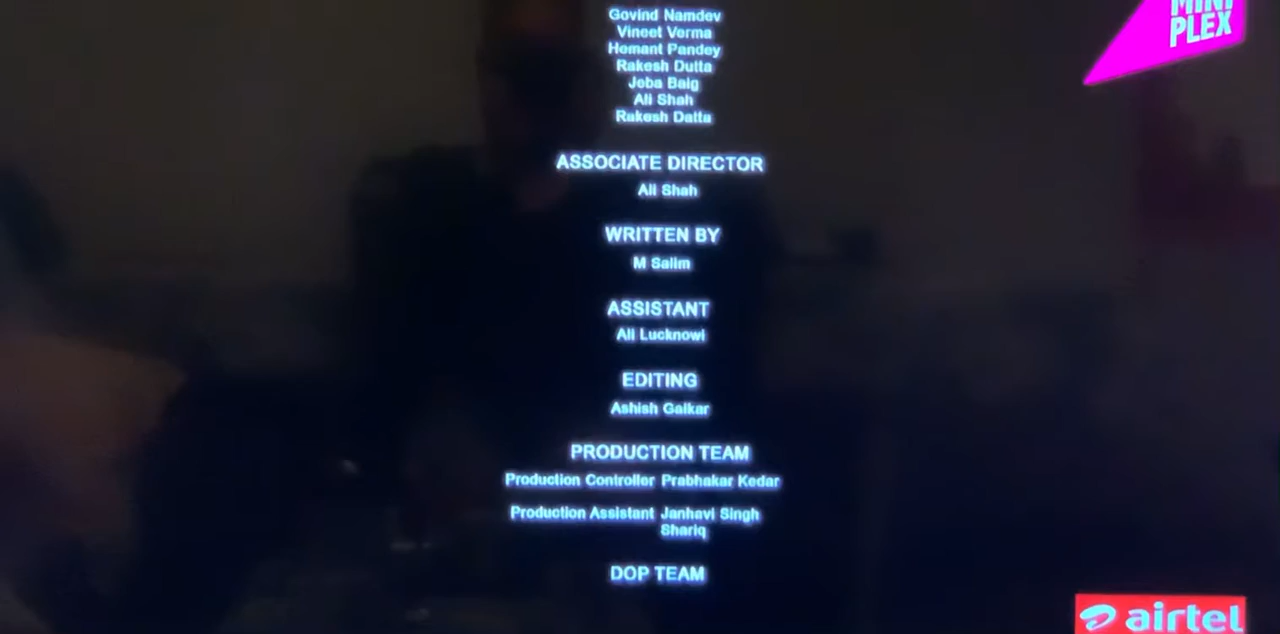 Govind Namdev
Vineet Verma
Hemant Pandey
Rakesh Dutta
Joba Baig
Ali Shah
Rakesh Datta
MINI
PLEX
ASSOCIATE DIRECTOR
Ali Shah
WRITTEN BY
M Salim
ASSISTANT
Ali Lucknowi
EDITING
Ashish Gaikar
PRODUCTION TEAM
Production Controller Prabhakar Kedar
Production Assistant Janhavi Singh
Shariq
DOP TEAM
airtel